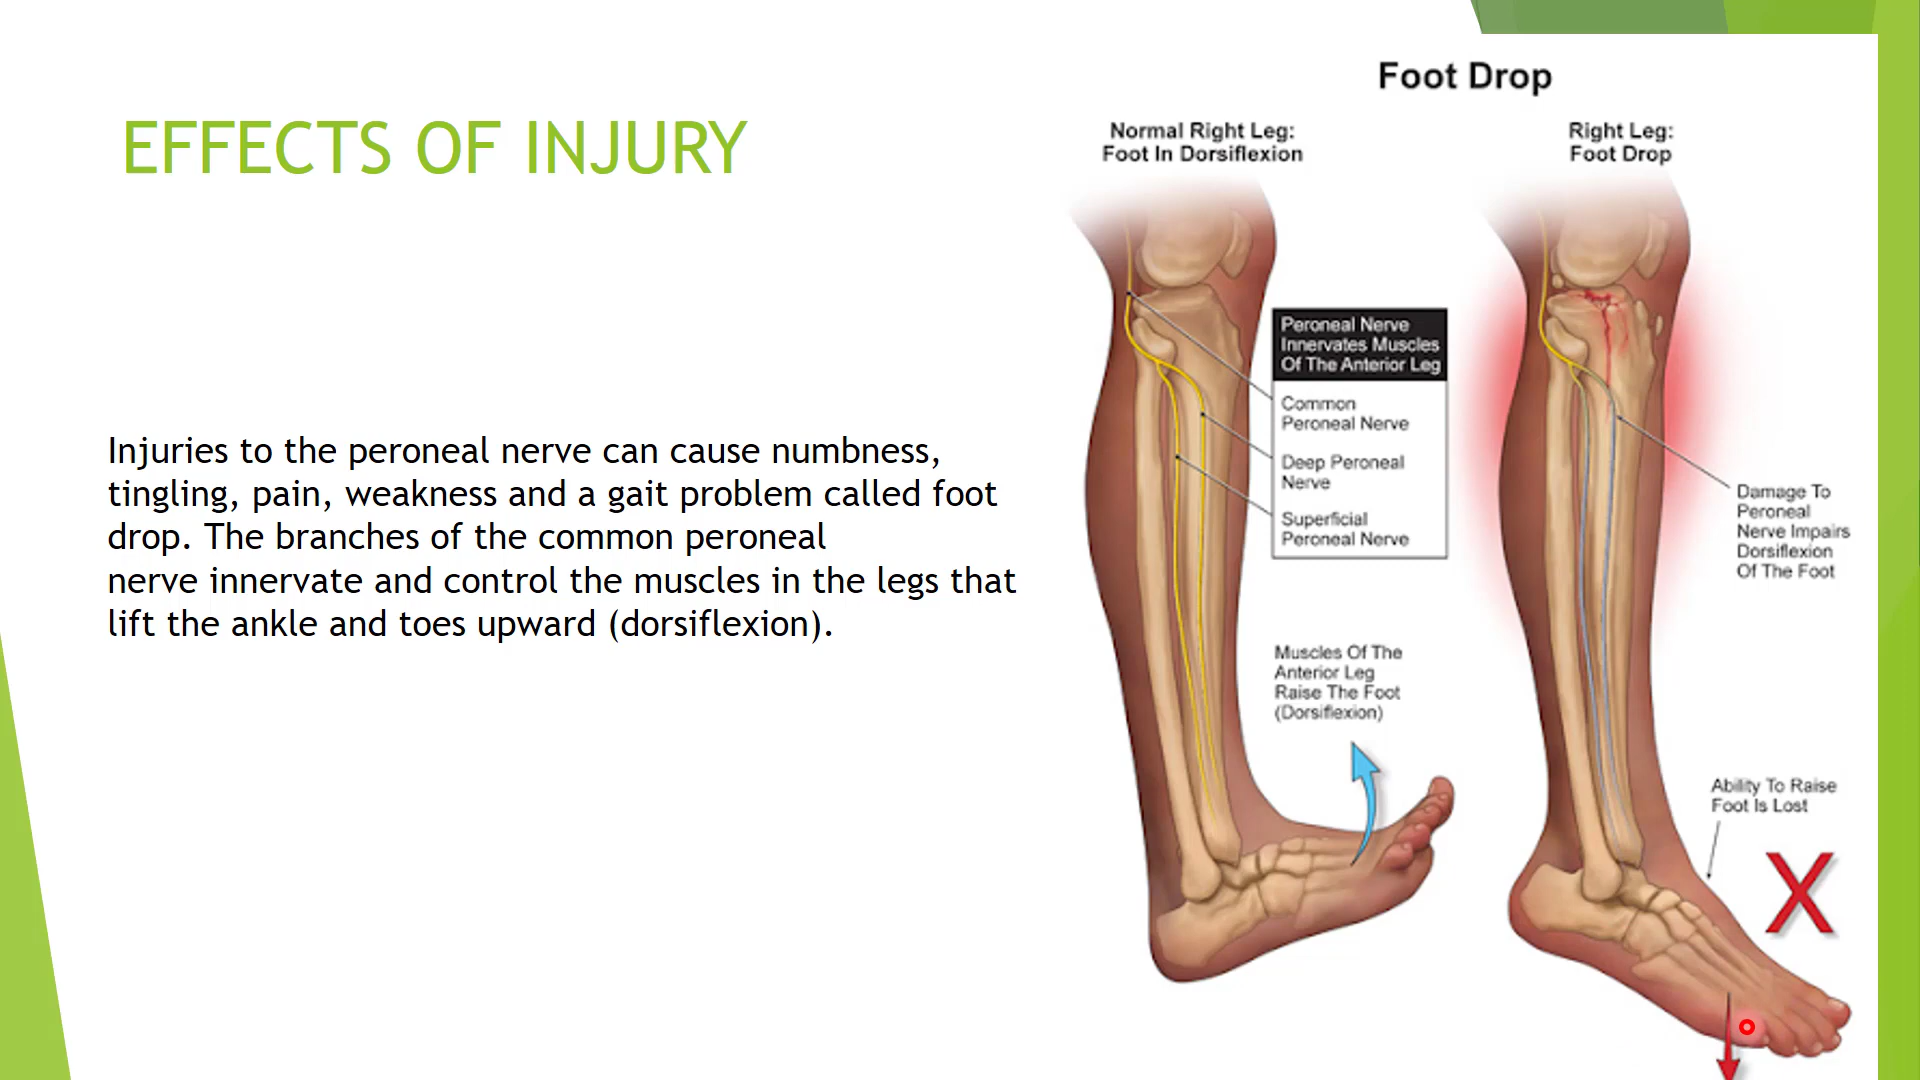 EFFECTS OF INJURY
Injuries to the peroneal nerve can cause numbness,
tingling, pain, weakness and a gait problem called foot
drop. The branches of the common peroneal
nerve innervate and control the muscles in the legs that
lift the ankle and toes upward (dorsiflexion).
Foot Drop
Normal Right Leg:
Foot In Dorsiflexion
Right Leg:
Foot Drop
Peroneal Nerve
Innervates Muscles
Of The Anterior Leg
Common
Peroneal Nerve
Deep Peroneal
Nerve
Superficial
Peroneal Nerve
Damage To
Peroneal
Nerve Impairs
Dorsiflexion
Of The Foot
Muscles Of The
Anterior Leg
Raise The Foot
(Dorsiflexion)
Ability To Raise
Foot Is Lost
X